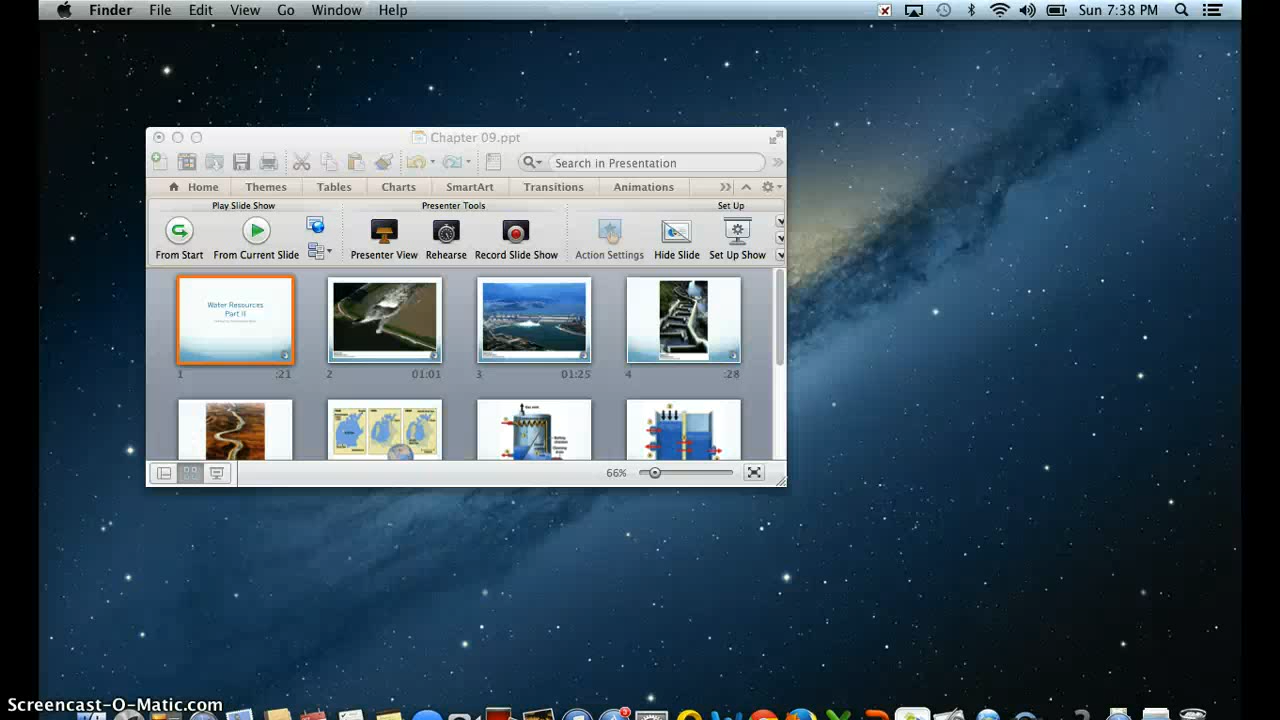 Finder File Edit View Go Window Help Sun 7:38 PM
Chapter 09.ppt
Search in Presentation
Home Themes Tables Charts SmartArt Transitions Animations
Play Slide Show Presenter Tools Set Up
From Start From Current Slide Presenter View Rehearse Record Slide Show Action Settings Hide Slide Set Up Show
Water Resources
Part II
1 :21 2 01:01 3 01:25 4 :28
66%
Screencast-O-Matic.com